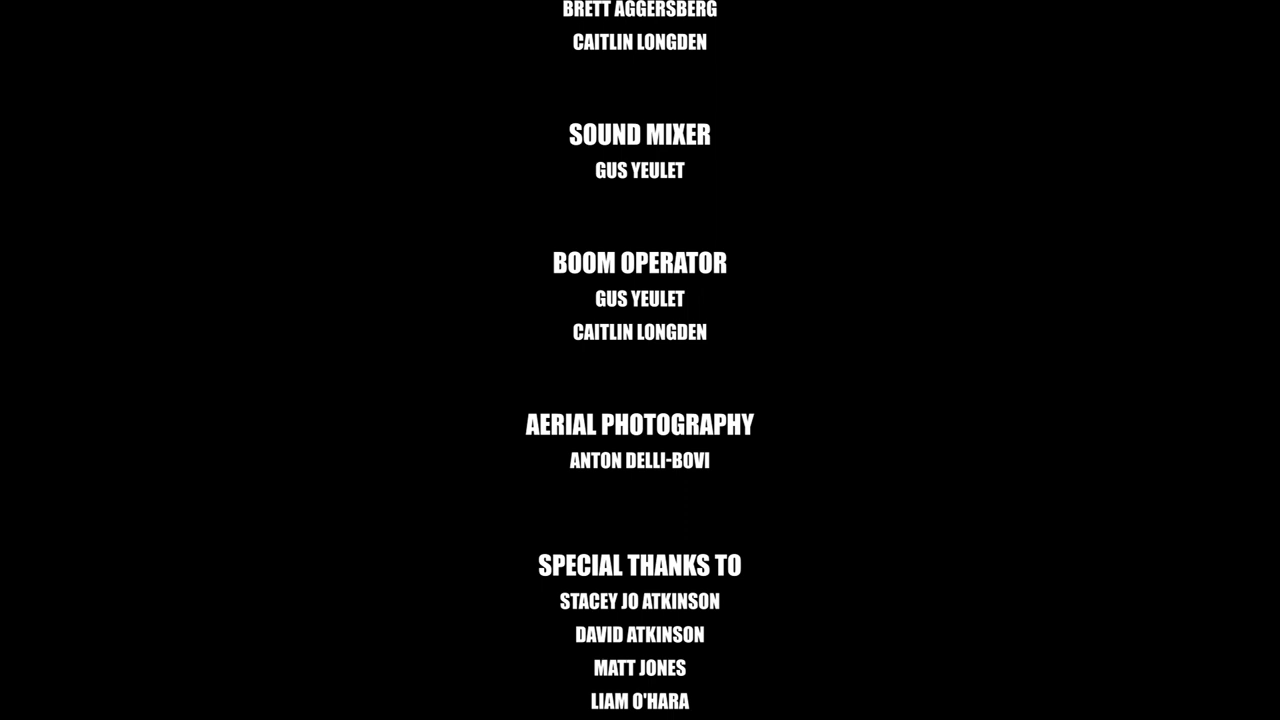 BRETT AGGERSBERG
CAITLIN LONGDEN
SOUND MIXER
GUS YEULET
BOOM OPERATOR
GUS YEULET
CAITLIN LONGDEN
AERIAL PHOTOGRAPHY
ANTON DELLI-BOVI
SPECIAL THANKS TO
STACEY JO ATKINSON
DAVID ATKINSON
MATT JONES
LIAM O'HARA